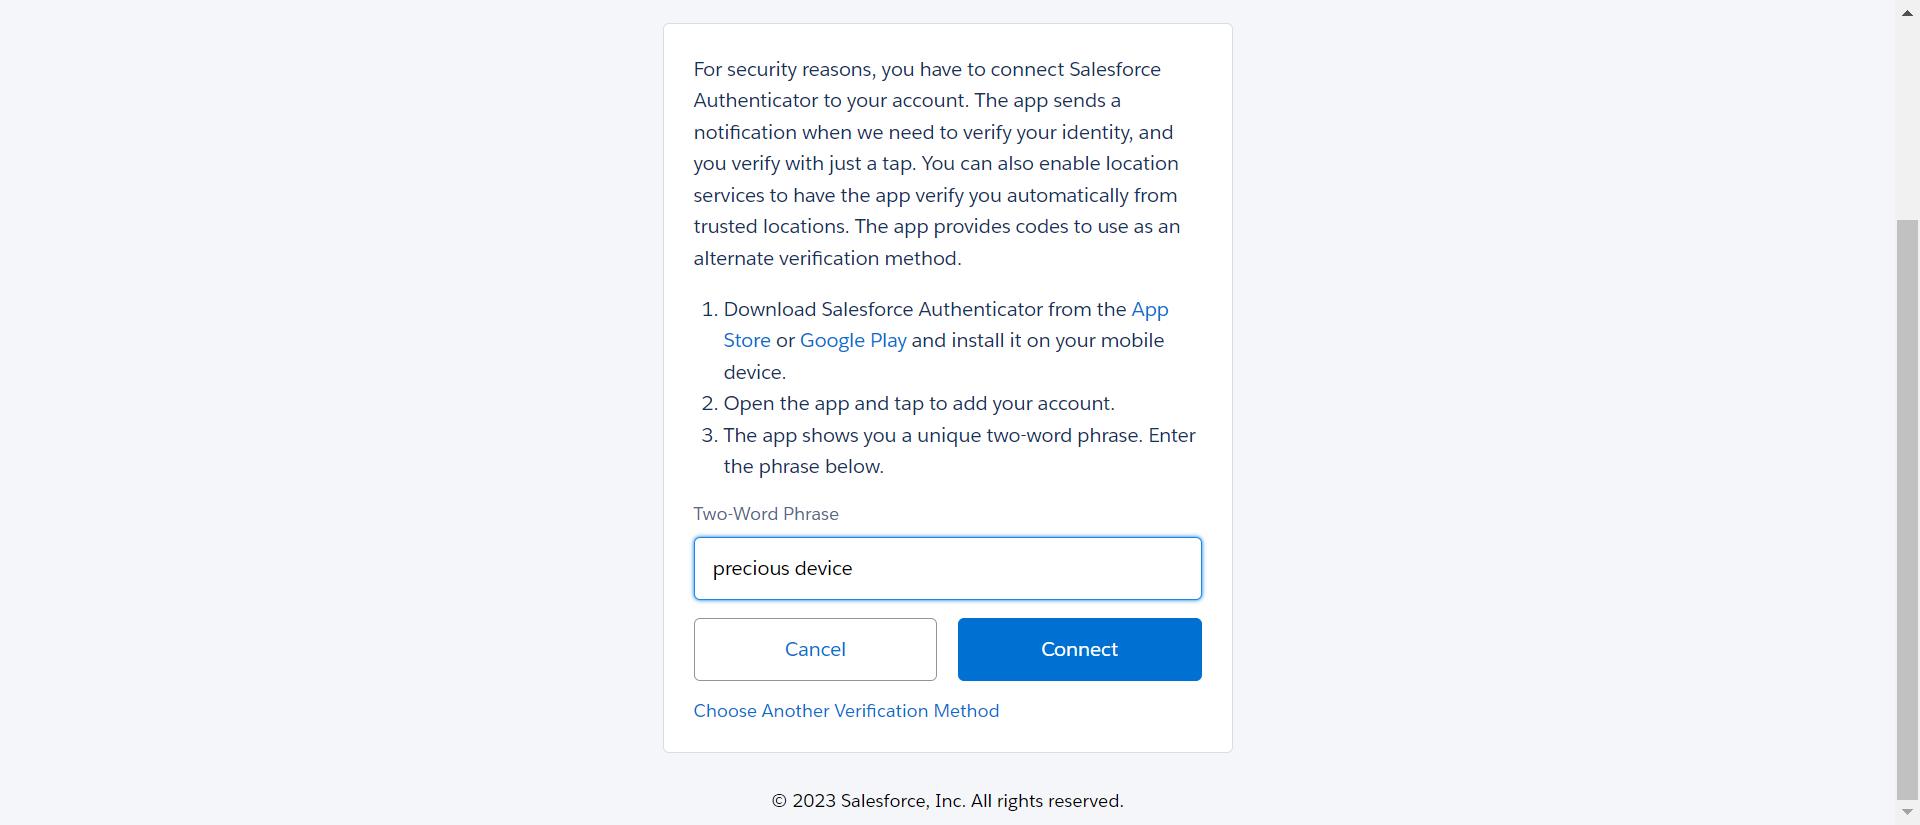 For security reasons, you have to connect Salesforce
Authenticator to your account. The app sends a
notification when we need to verify your identity, and
you verify with just a tap. You can also enable location
services to have the app verify you automatically from
trusted locations. The app provides codes to use as an
alternate verification method.
1. Download Salesforce Authenticator from the App
Store or Google Play and install it on your mobile
device.
2. Open the app and tap to add your account.
3. The app shows you a unique two-word phrase. Enter
the phrase below.
Two-Word Phrase
precious device
Cancel Connect
Choose Another Verification Method
© 2023 Salesforce, Inc. All rights reserved.